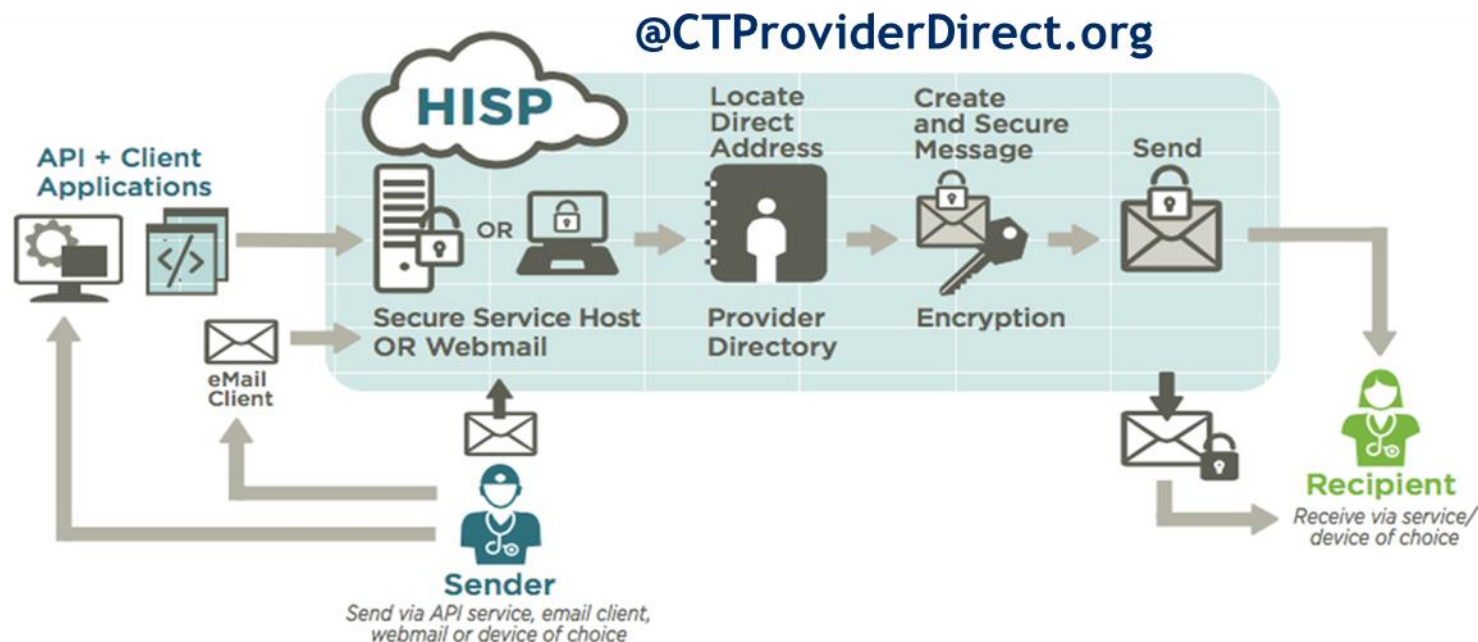 @CTProviderDirect.org
HISP
API + Client
Applications
</>
eMail
Client
OR
Secure Service Host
OR Webmail
Locate
Direct
Address
Provider
Directory
Create
and Secure
Message
Encryption
Send
Sender
Send via API service, email client,
webmail or device of choice
Recipient
Receive via service/
device of choice